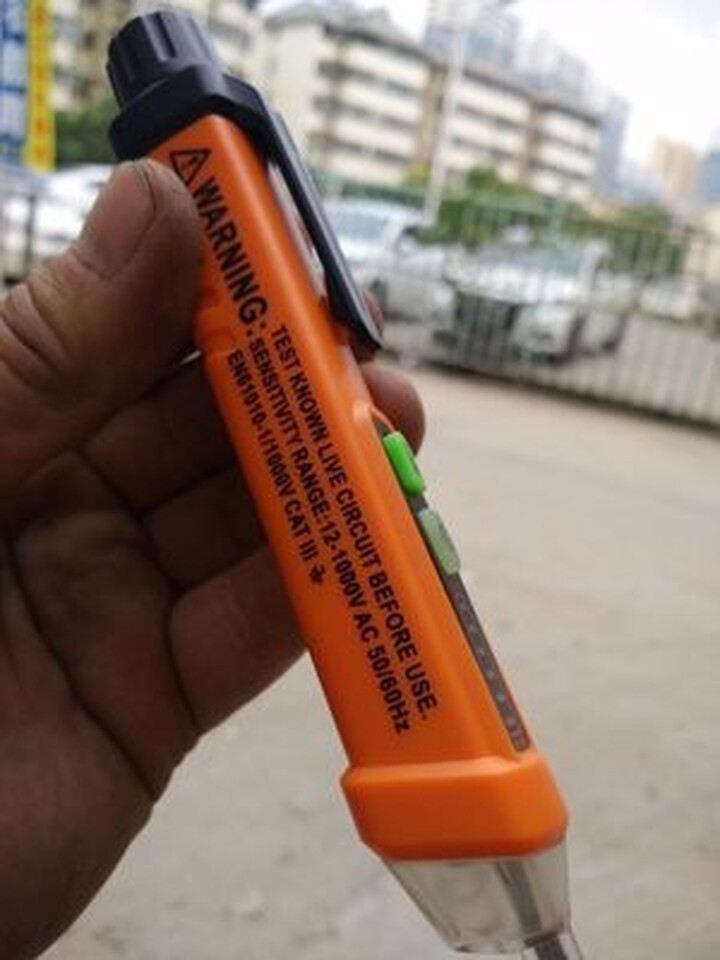 WARNING:
TEST KNOWN LIVE CIRCUIT BEFORE USE.
SENSITIVITY RANGE:12-1000V AC 50/60Hz
EN61010-1/1000V CAT III